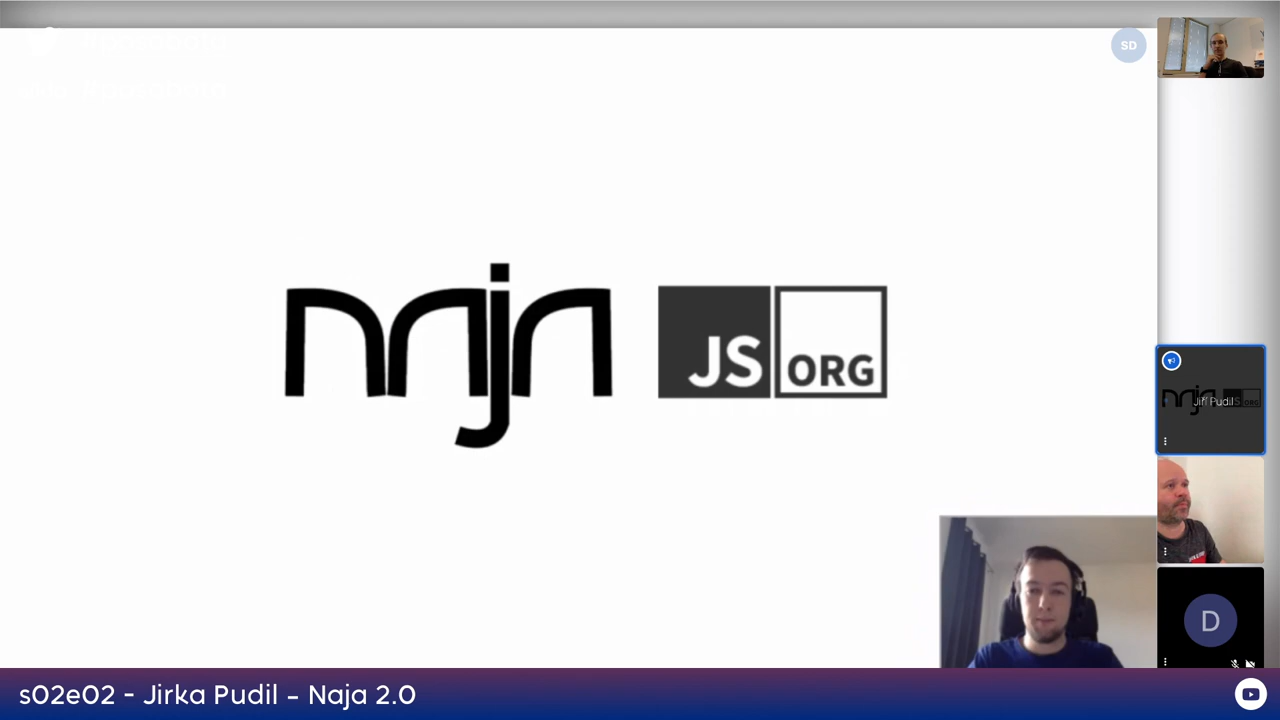 SD
naja
JS
ORG
Jiří Pudil
D
s02e02 - Jirka Pudil – Naja 2.0